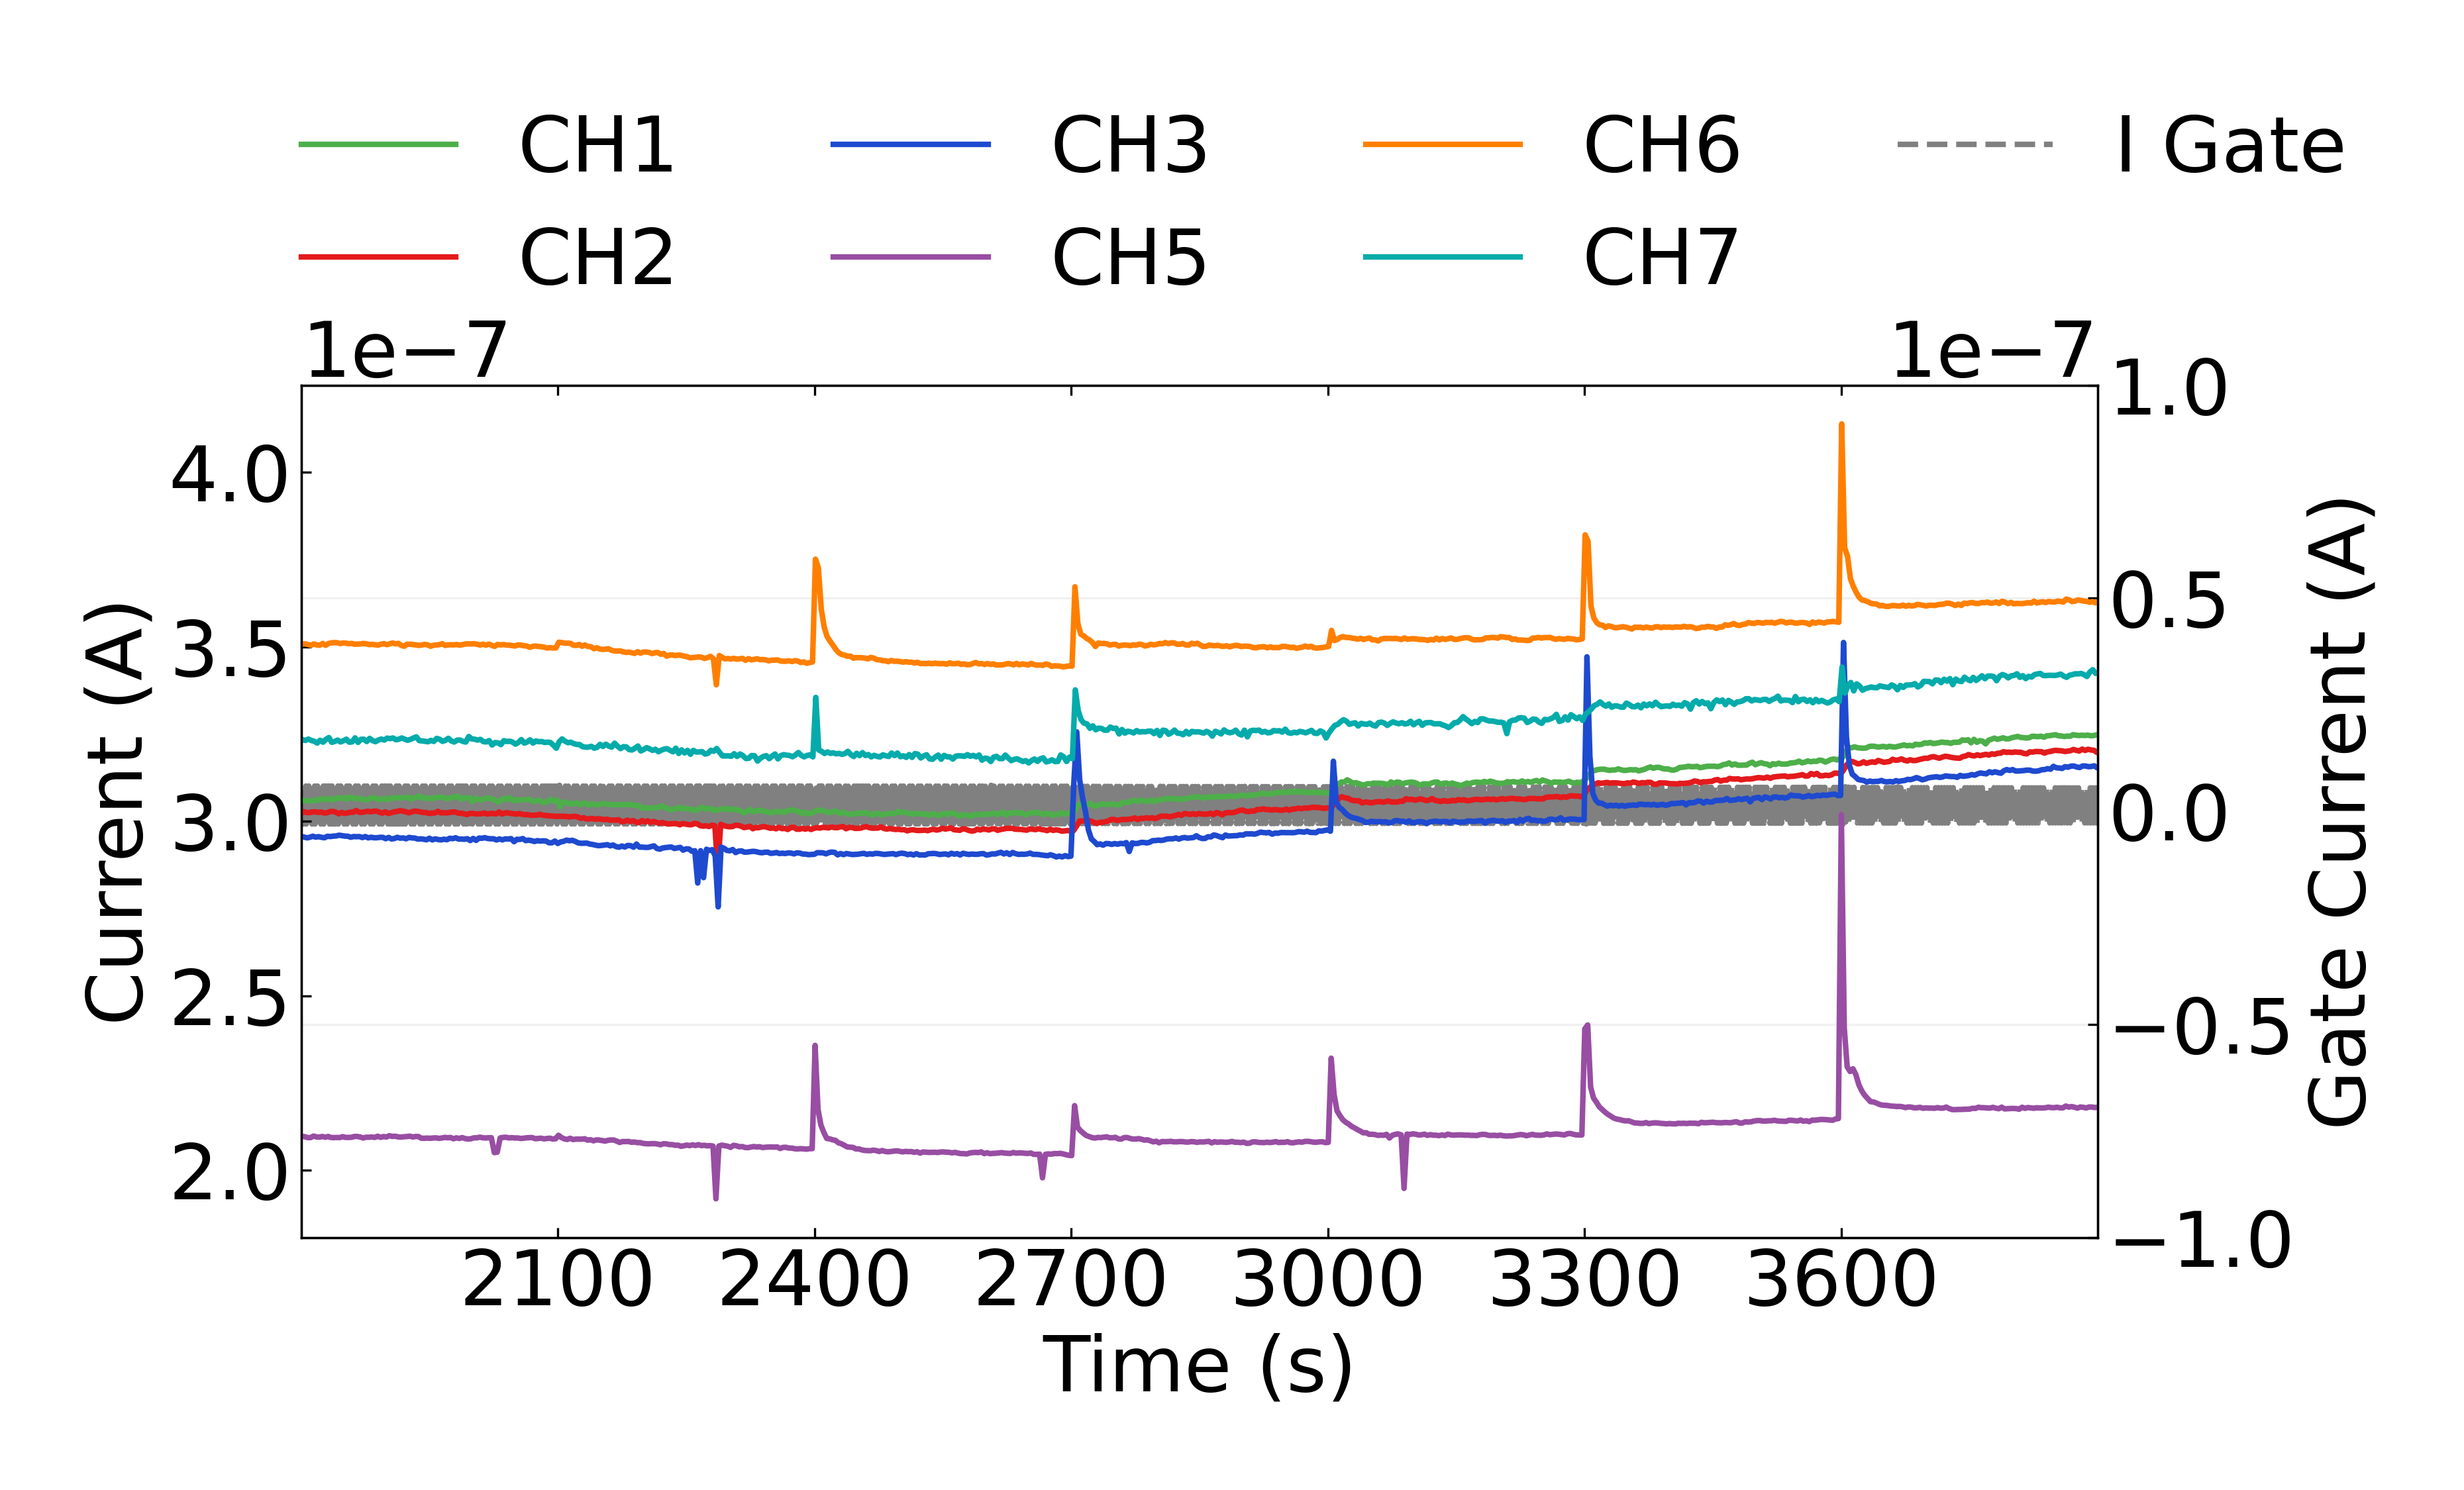 CH1 CH3 CH6 I Gate
CH2 CH5 CH7
1e−7 1e−7
4.0
3.5
3.0
2.5
2.0
Current (A)
1.0
0.5
0.0
−0.5
−1.0
Gate Current (A)
2100 2400 2700 3000 3300 3600
Time (s)